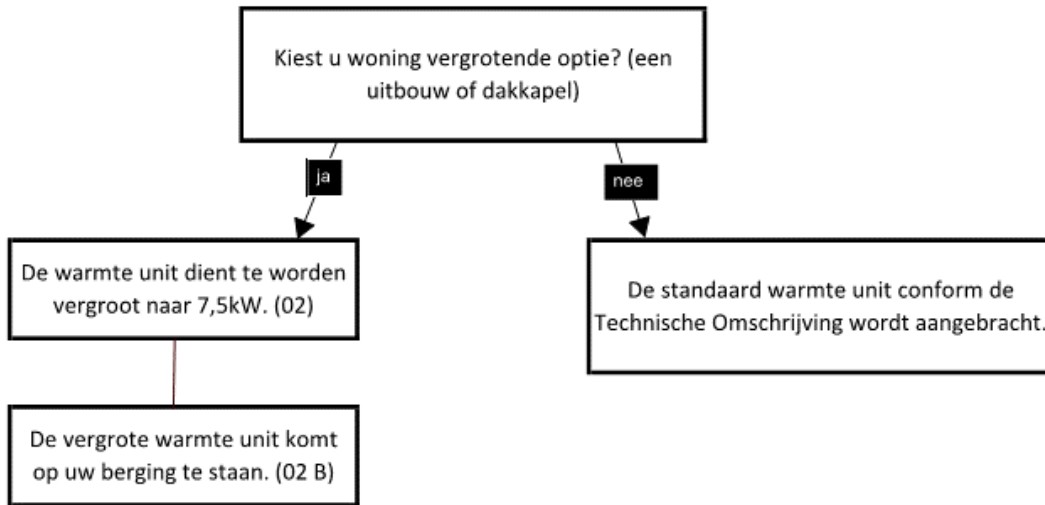 Kiest u woning vergrotende optie? (een
uitbouw of dakkapel)
ja
nee
De warmte unit dient te worden
vergroot naar 7,5kW. (02)
De standaard warmte unit conform de
Technische Omschrijving wordt aangebracht.
De vergrote warmte unit komt
op uw berging te staan. (02 B)